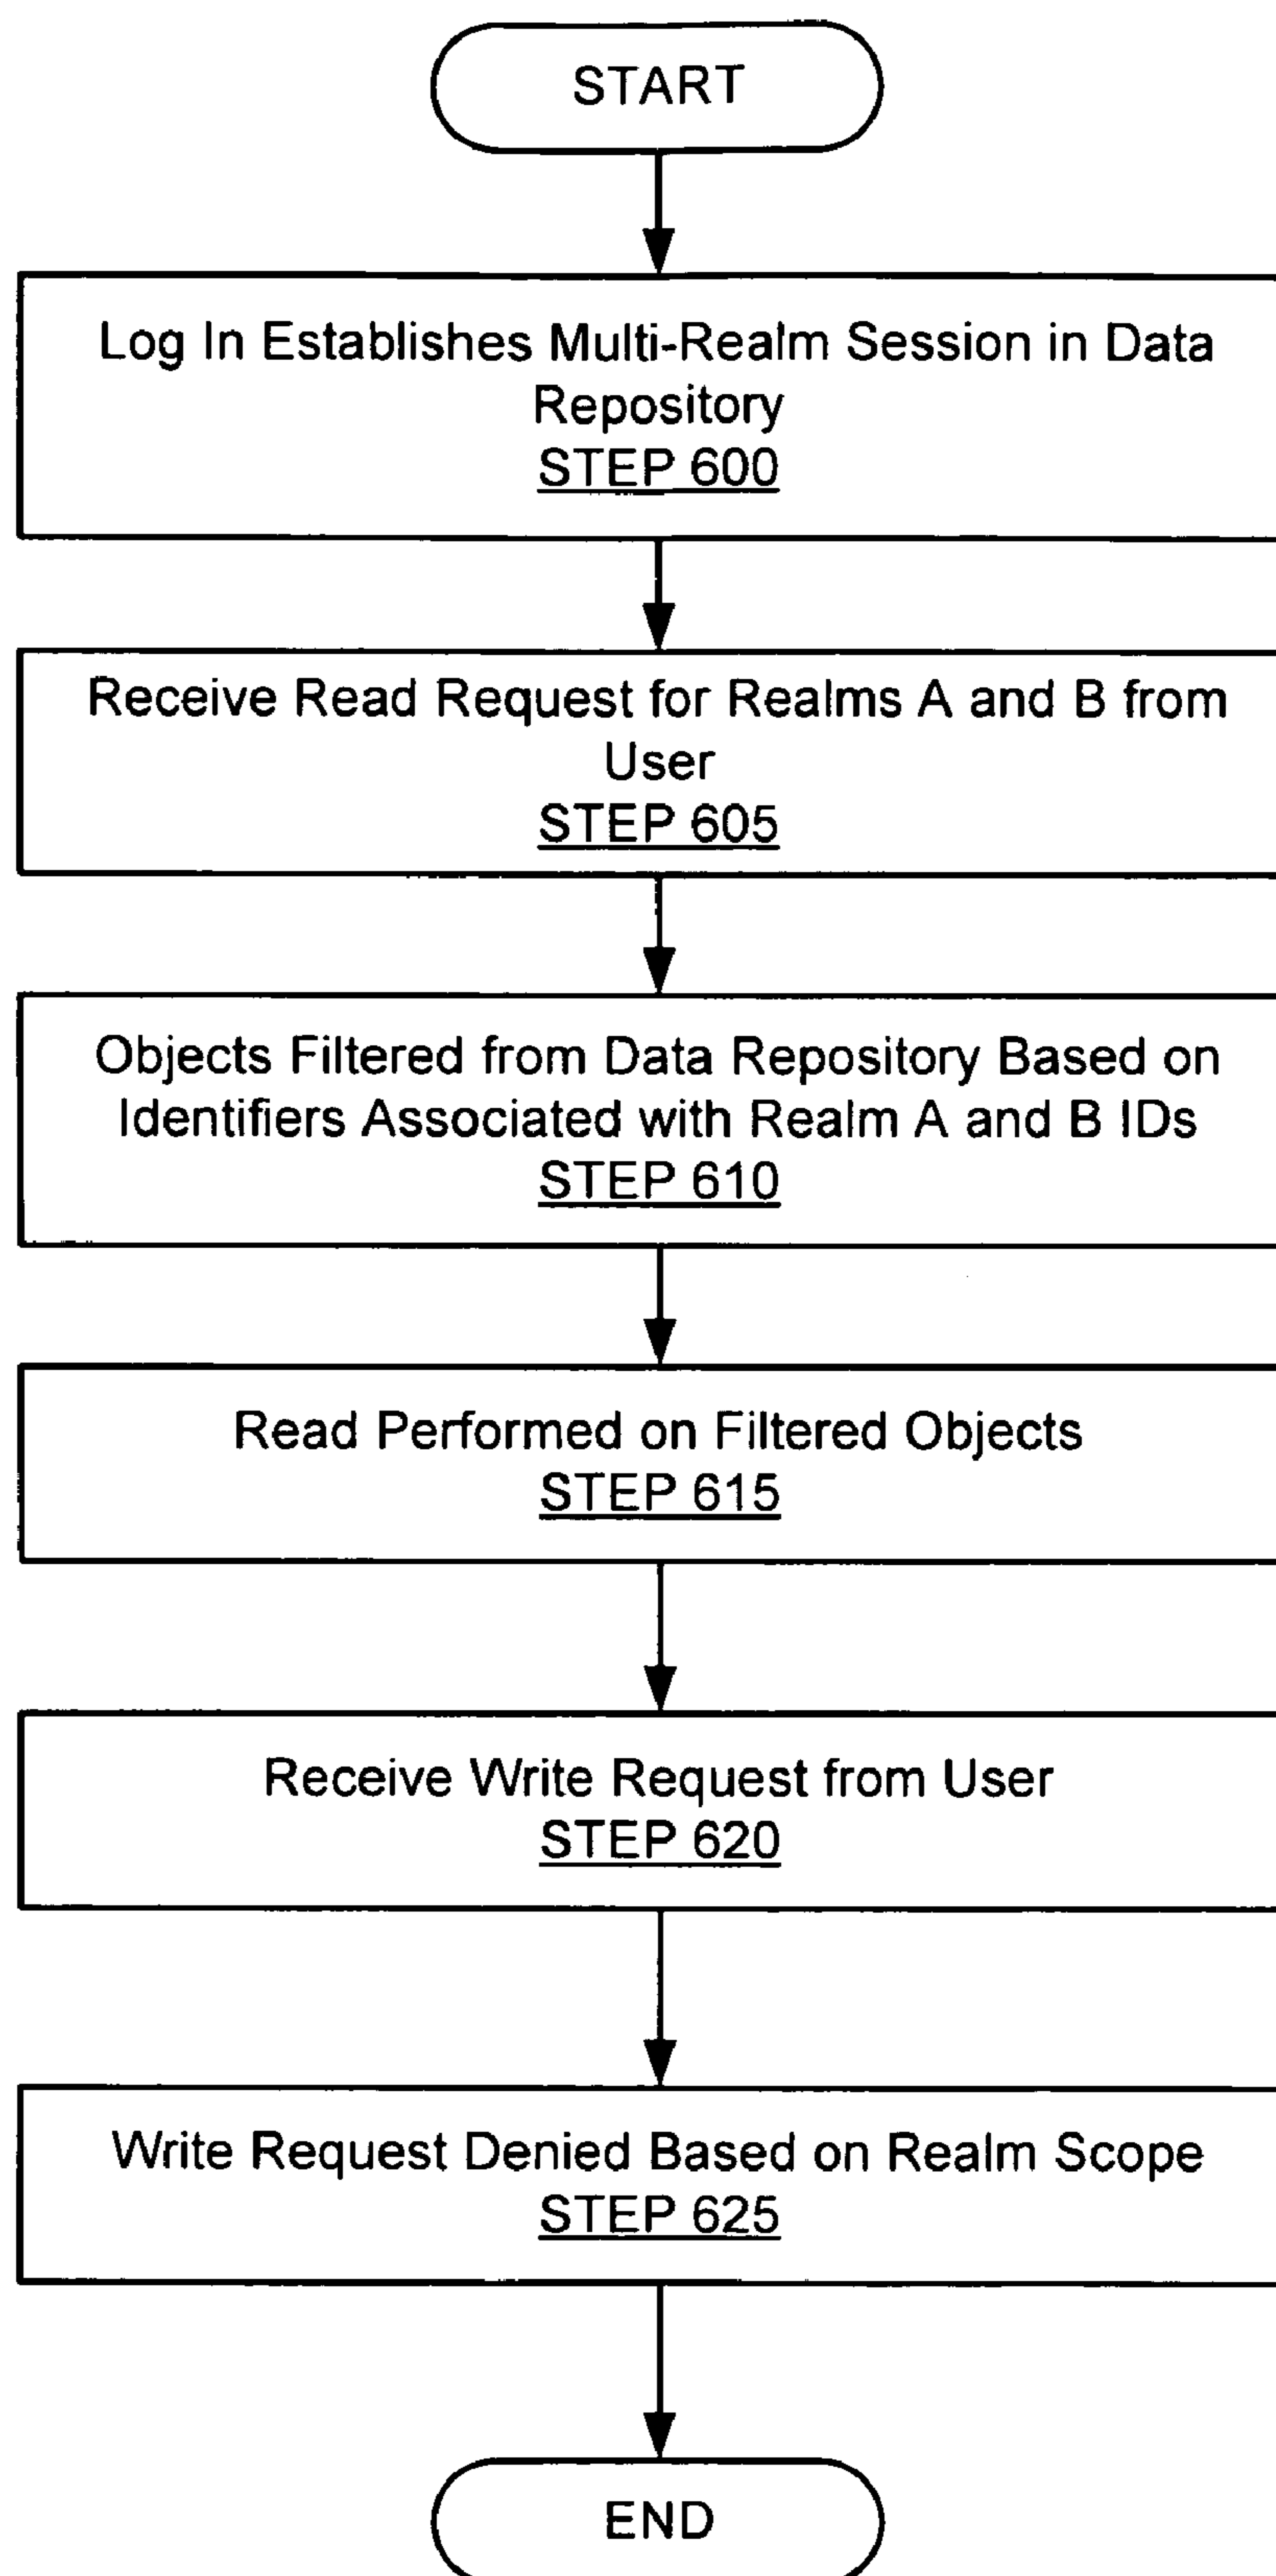 START
Log In Establishes Multi-Realm Session in Data
Repository
STEP 600
Receive Read Request for Realms A and B from
User
STEP 605
Objects Filtered from Data Repository Based on
Identifiers Associated with Realm A and B IDs
STEP 610
Read Performed on Filtered Objects
STEP 615
Receive Write Request from User
STEP 620
Write Request Denied Based on Realm Scope
STEP 625
END